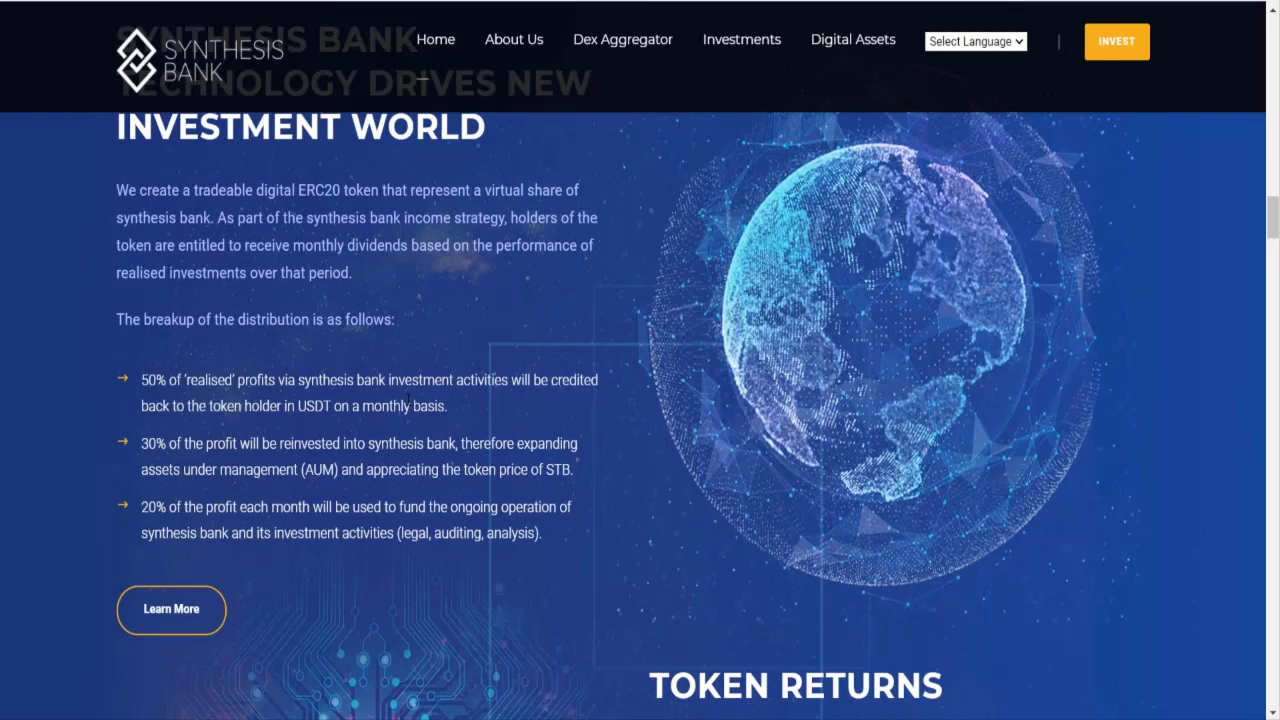 SYNTHESIS BANK
Home
About Us
Dex Aggregator
Investments
Digital Assets
Select Language
|
INVEST
SYNTHESIS BANK
TECHNOLOGY DRIVES NEW
INVESTMENT WORLD
We create a tradeable digital ERC20 token that represent a virtual share of
synthesis bank. As part of the synthesis bank income strategy, holders of the
token are entitled to receive monthly dividends based on the performance of
realised investments over that period.
The breakup of the distribution is as follows:
→ 50% of ‘realised’ profits via synthesis bank investment activities will be credited
back to the token holder in USDT on a monthly basis.
→ 30% of the profit will be reinvested into synthesis bank, therefore expanding
assets under management (AUM) and appreciating the token price of STB.
→ 20% of the profit each month will be used to fund the ongoing operation of
synthesis bank and its investment activities (legal, auditing, analysis).
Learn More
TOKEN RETURNS